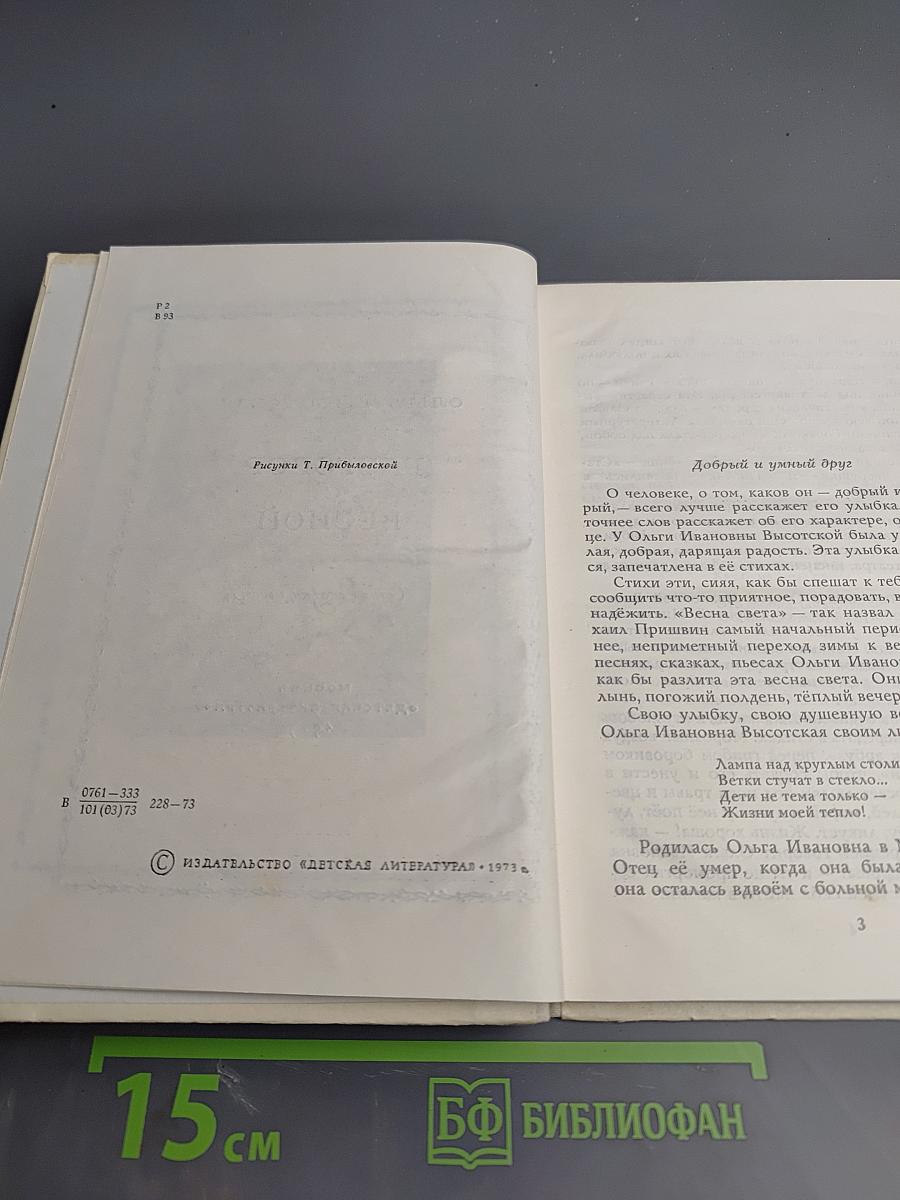 Р 2
В 93
Рисунки Т. Прибыловской
В 0761—333
101(03)73 228—73
© ИЗДАТЕЛЬСТВО «ДЕТСКАЯ ЛИТЕРАТУРА» • 1973 г.
Добрый и умный друг
О человеке, о том, каков он — добрый и
рый,— всего лучше расскажет его улыбка.
точнее слов расскажет об его характере, о
це. У Ольги Ивановны Высотской была у
лая, добрая, дарящая радость. Эта улыбка
ся, запечатлена в её стихах.
Стихи эти, сияя, как бы спешат к теб
сообщить что-то приятное, порадовать, в
надёжить. «Весна света» — так назвал
хаил Пришвин самый начальный пери
нее, неприметный переход зимы к ве
песнях, сказках, пьесах Ольги Ивано
как бы разлита эта весна света. Он
лынь, погожий полдень, тёплый вечер
Свою улыбку, свою душевную ве
Ольга Ивановна Высотская своим л
Лампа над круглым столи
Ветки стучат в стекло...
Дети не тема только —
Жизни моей тепло!
Родилась Ольга Ивановна в
Отец её умер, когда она была
она осталась вдвоём с больной м
3
15 см
БФ БИБЛИОФАН